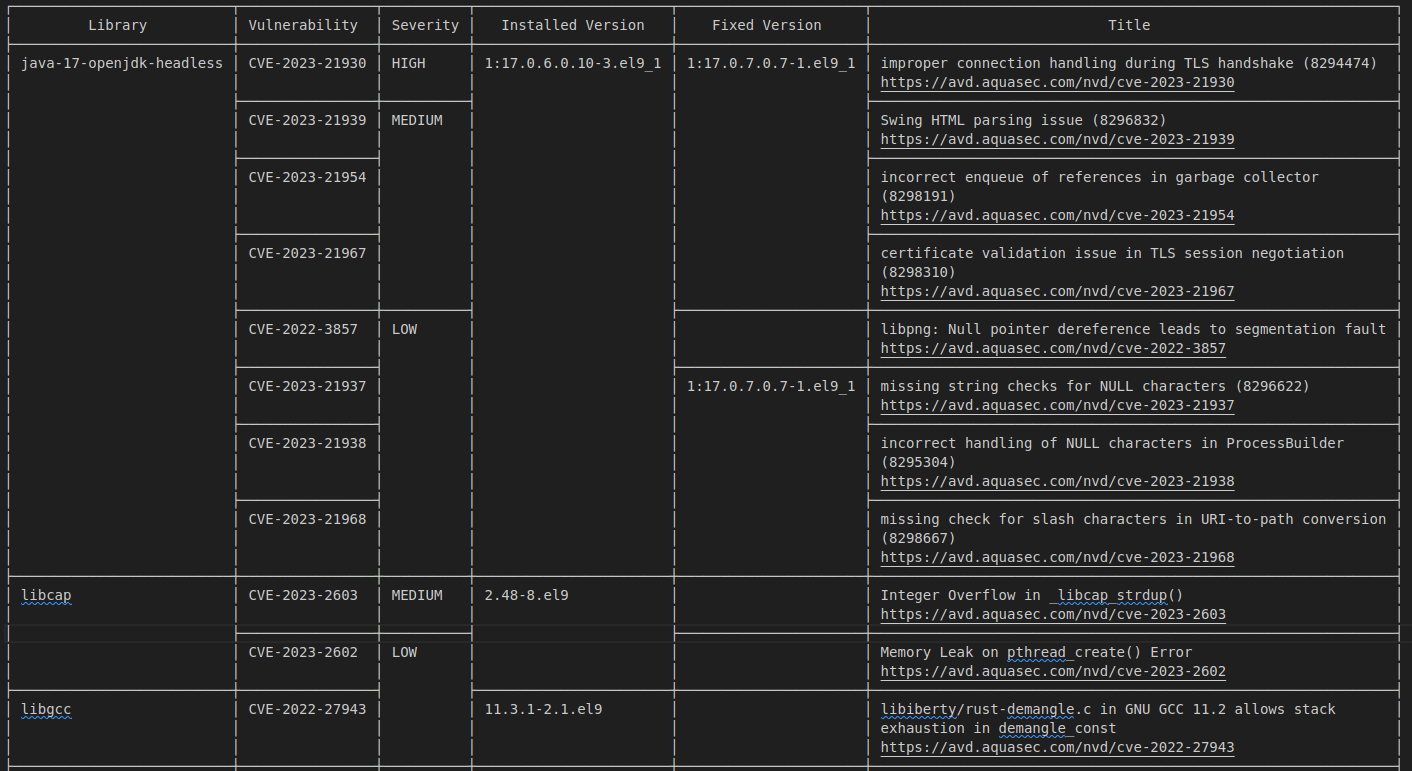 Library Vulnerability Severity Installed Version Fixed Version Title
java-17-openjdk-headless CVE-2023-21930 HIGH 1:17.0.6.0.10-3.el9_1 1:17.0.7.0.7-1.el9_1 improper connection handling during TLS handshake (8294474)
https://avd.aquasec.com/nvd/cve-2023-21930
CVE-2023-21939 MEDIUM Swing HTML parsing issue (8296832)
https://avd.aquasec.com/nvd/cve-2023-21939
CVE-2023-21954 incorrect enqueue of references in garbage collector
(8298191)
https://avd.aquasec.com/nvd/cve-2023-21954
CVE-2023-21967 certificate validation issue in TLS session negotiation
(8298310)
https://avd.aquasec.com/nvd/cve-2023-21967
CVE-2022-3857 LOW libpng: Null pointer dereference leads to segmentation fault
https://avd.aquasec.com/nvd/cve-2022-3857
CVE-2023-21937 1:17.0.7.0.7-1.el9_1 missing string checks for NULL characters (8296622)
https://avd.aquasec.com/nvd/cve-2023-21937
CVE-2023-21938 incorrect handling of NULL characters in ProcessBuilder
(8295304)
https://avd.aquasec.com/nvd/cve-2023-21938
CVE-2023-21968 missing check for slash characters in URI-to-path conversion
(8298667)
https://avd.aquasec.com/nvd/cve-2023-21968
libcap CVE-2023-2603 MEDIUM 2.48-8.el9 Integer Overflow in _libcap_strdup()
https://avd.aquasec.com/nvd/cve-2023-2603
CVE-2023-2602 LOW Memory Leak on pthread_create() Error
https://avd.aquasec.com/nvd/cve-2023-2602
libgcc CVE-2022-27943 11.3.1-2.1.el9 libiberty/rust-demangle.c in GNU GCC 11.2 allows stack
exhaustion in demangle_const
https://avd.aquasec.com/nvd/cve-2022-27943